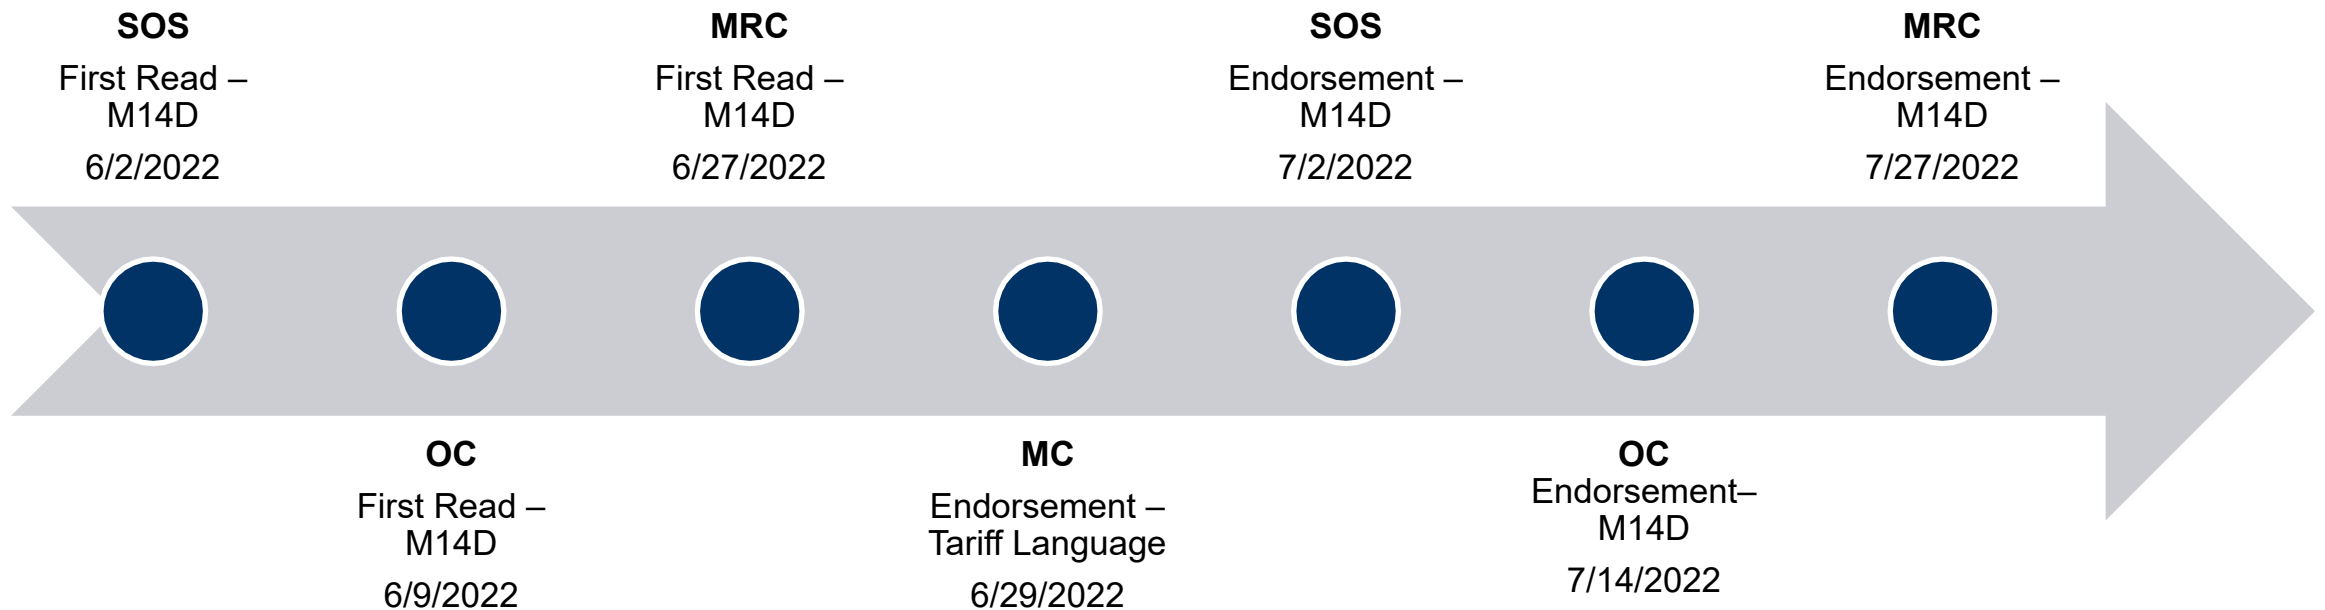 SOS
First Read –
M14D
6/2/2022
OC
First Read –
M14D
6/9/2022
MRC
First Read –
M14D
6/27/2022
MC
Endorsement –
Tariff Language
6/29/2022
SOS
Endorsement –
M14D
7/2/2022
OC
Endorsement–
M14D
7/14/2022
MRC
Endorsement –
M14D
7/27/2022